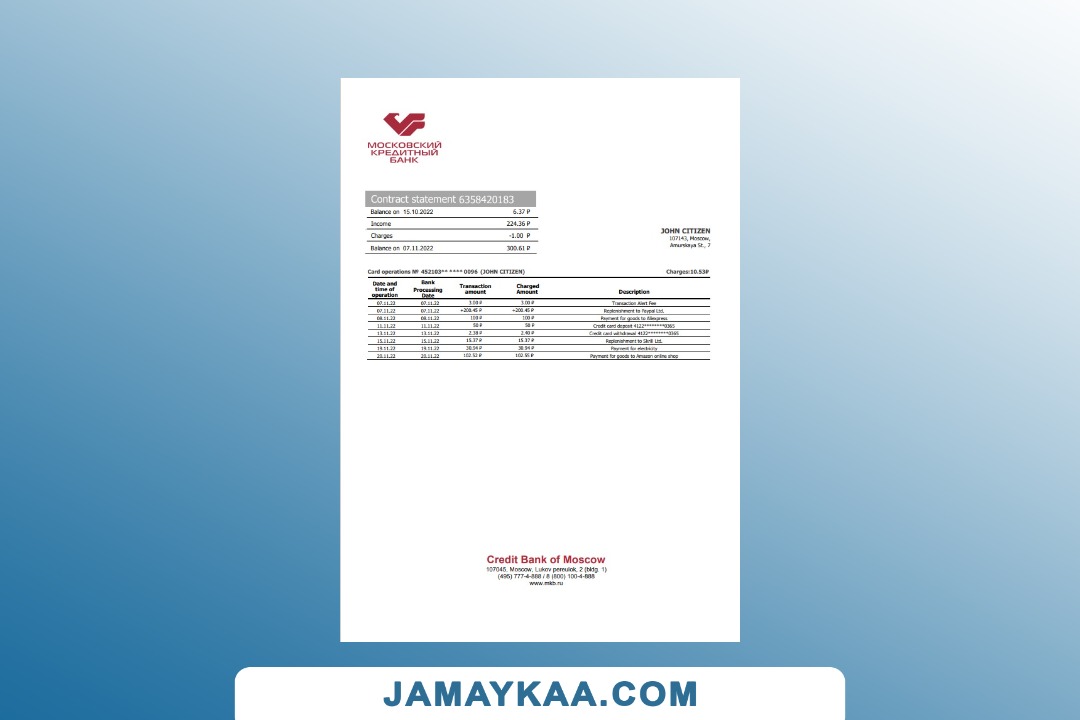 МОСКОВСКИЙ
КРЕДИТНЫЙ
БАНК
Contract statement 6358420183
Balance on 15.10.2022 6.37 ₽
Income 224.36 ₽
Charges -1.00 ₽
Balance on 07.11.2022 300.61 ₽
JOHN CITIZEN
107143, Moscow,
Amurskaya St., 7
Card operations № 452103** **** 0096 (JOHN CITIZEN) Charges:10.53₽
Date and time of operation Bank Processing Date Transaction amount Charged Amount Description
07.11.22 07.11.22 3.00 ₽ 3.00 ₽ Transaction Alert Fee
07.11.22 07.11.22 +200.45 ₽ +200.45 ₽ Replenishment to Paypal Ltd.
08.11.22 08.11.22 100 ₽ 100 ₽ Payment for goods to Aliexpress
11.11.22 11.11.22 50 ₽ 50 ₽ Credit card deposit 4122********0365
13.11.22 13.11.22 2.38 ₽ 2.40 ₽ Credit card withdrawal 4122********0365
15.11.22 15.11.22 15.37 ₽ 15.37 ₽ Replenishment to Skrill Ltd.
19.11.22 19.11.22 30.94 ₽ 30.94 ₽ Payment for electricity
20.11.22 20.11.22 102.52 ₽ 102.55 ₽ Payment for goods to Amazon online shop
Credit Bank of Moscow
107045, Moscow, Lukov pereulok, 2 (bldg. 1)
(495) 777-4-888 / 8 (800) 100-4-888
www.mkb.ru
JAMAYKAA.COM